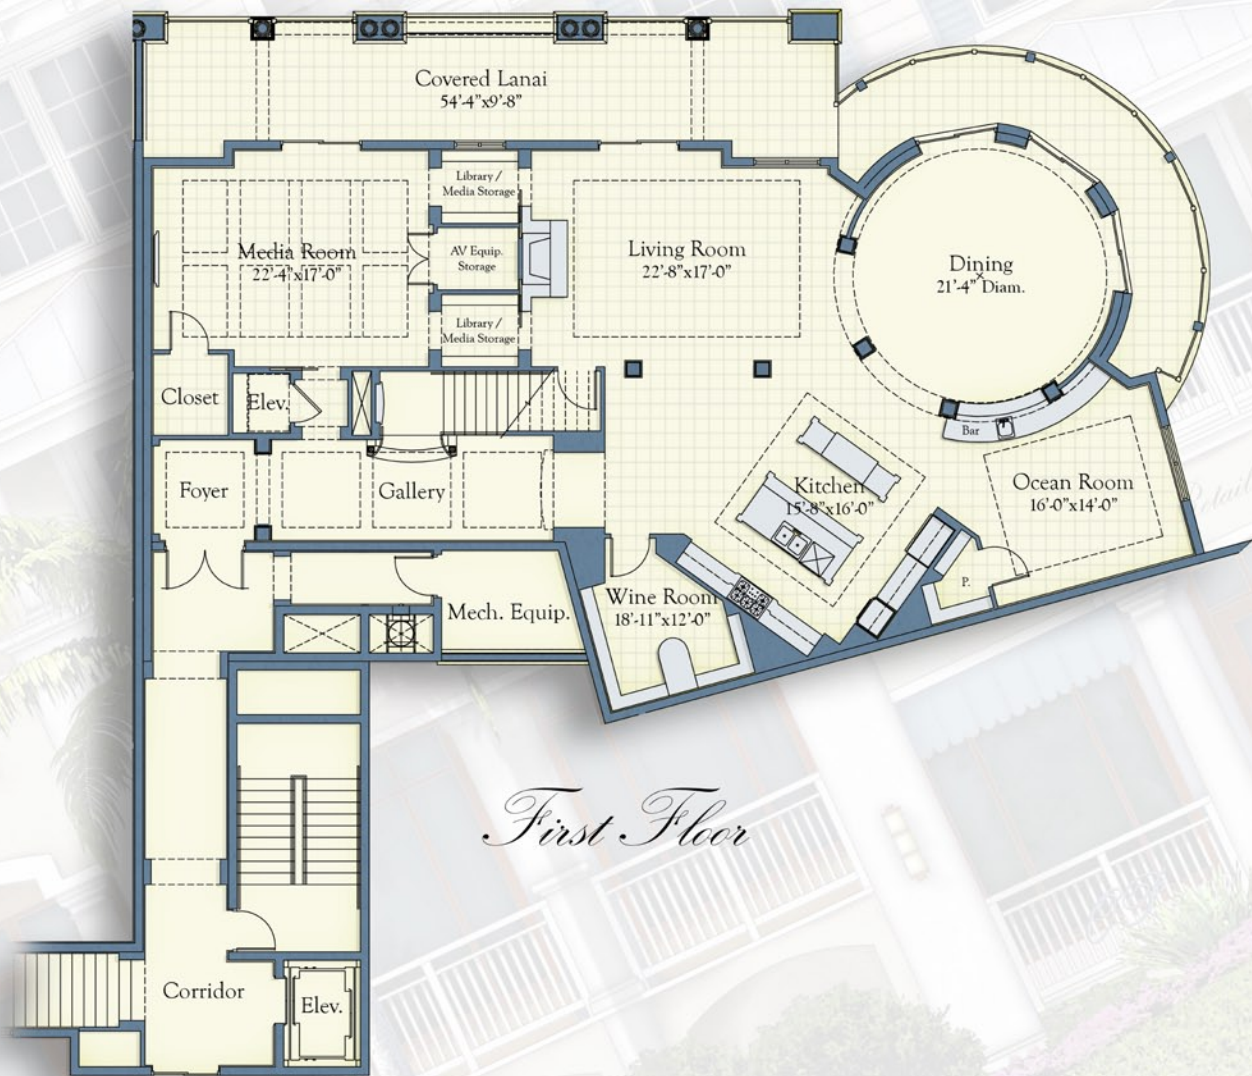 Covered Lanai
54'-4"x9'-8"
Library /
Media Storage
Media Room
22'-4"x17'-0"
AV Equip.
Storage
Living Room
22'-8"x17'-0"
Dining
21'-4" Diam.
Library /
Media Storage
Closet
Elev.
Bar
Foyer
Gallery
Kitchen
15'-8"x16'-0"
Ocean Room
16'-0"x14'-0"
P.
Mech. Equip.
Wine Room
18'-11"x12'-0"
First Floor
Corridor
Elev.